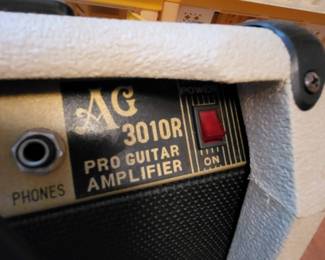 AG
3010R
PRO GUITAR
AMPLIFIER
PHONES
POWER
ON